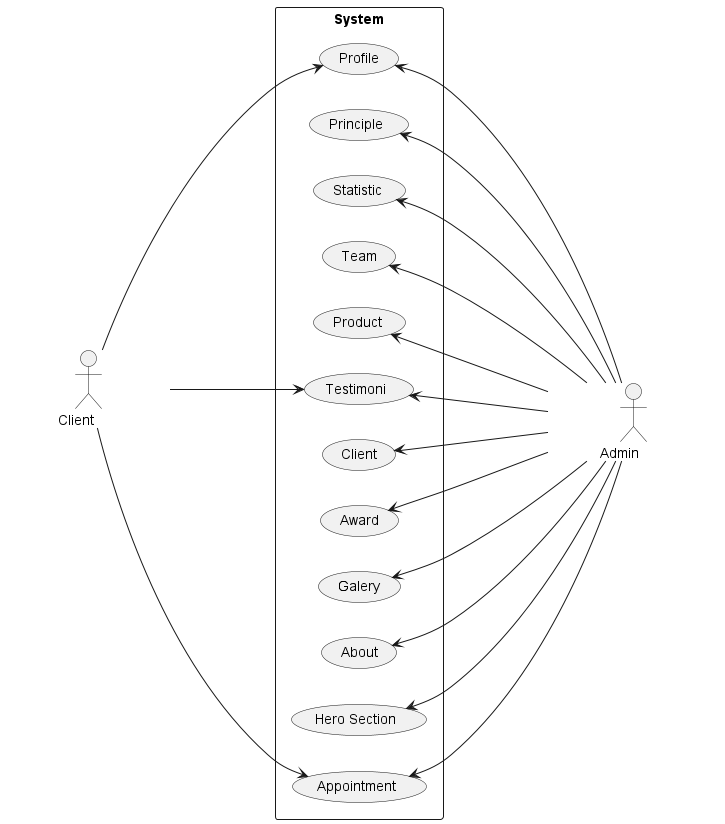 System
Profile
Principle
Statistic
Team
Product
Testimoni
Client
Client
Award
Galery
About
Hero Section
Appointment
Admin